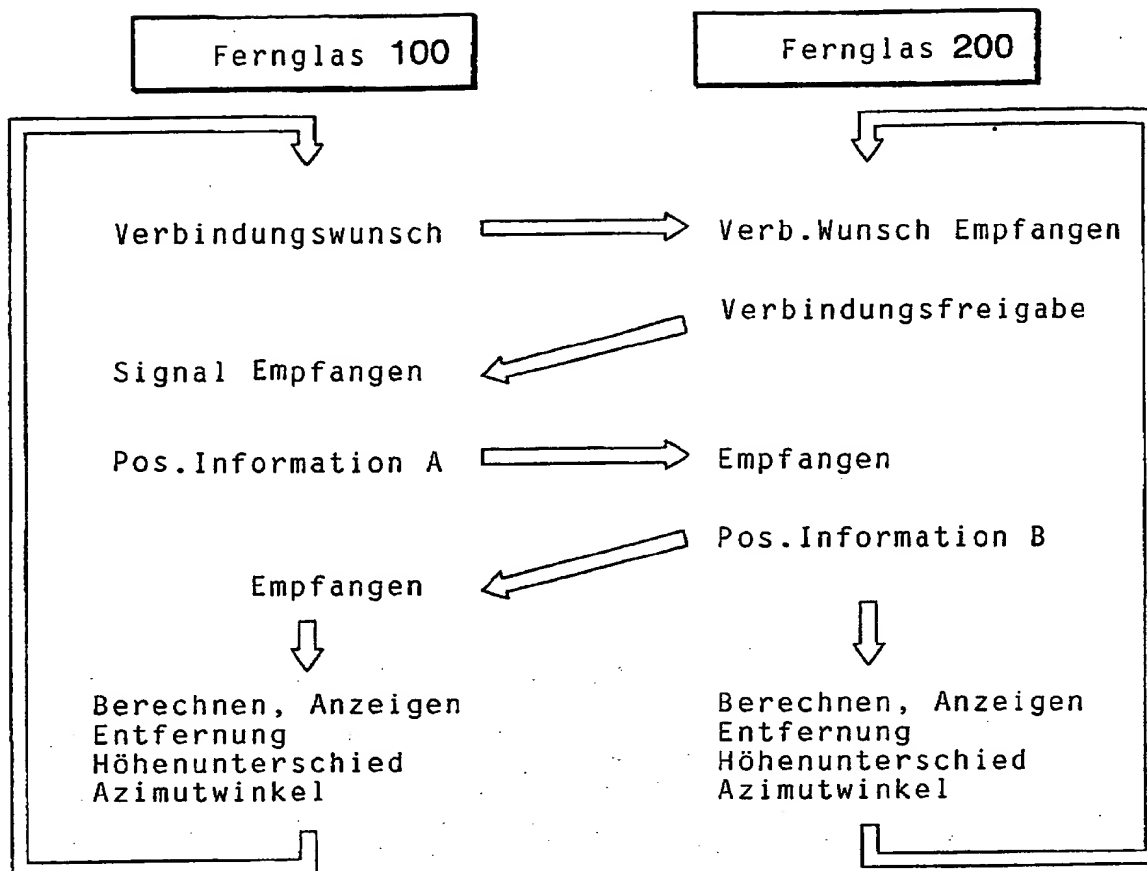 Fernglas 100
Fernglas 200
Verbindungswunsch
Verb.Wunsch Empfangen
Verbindungsfreigabe
Signal Empfangen
Pos.Information A
Empfangen
Pos.Information B
Empfangen
Berechnen, Anzeigen
Entfernung
Höhenunterschied
Azimutwinkel
Berechnen, Anzeigen
Entfernung
Höhenunterschied
Azimutwinkel